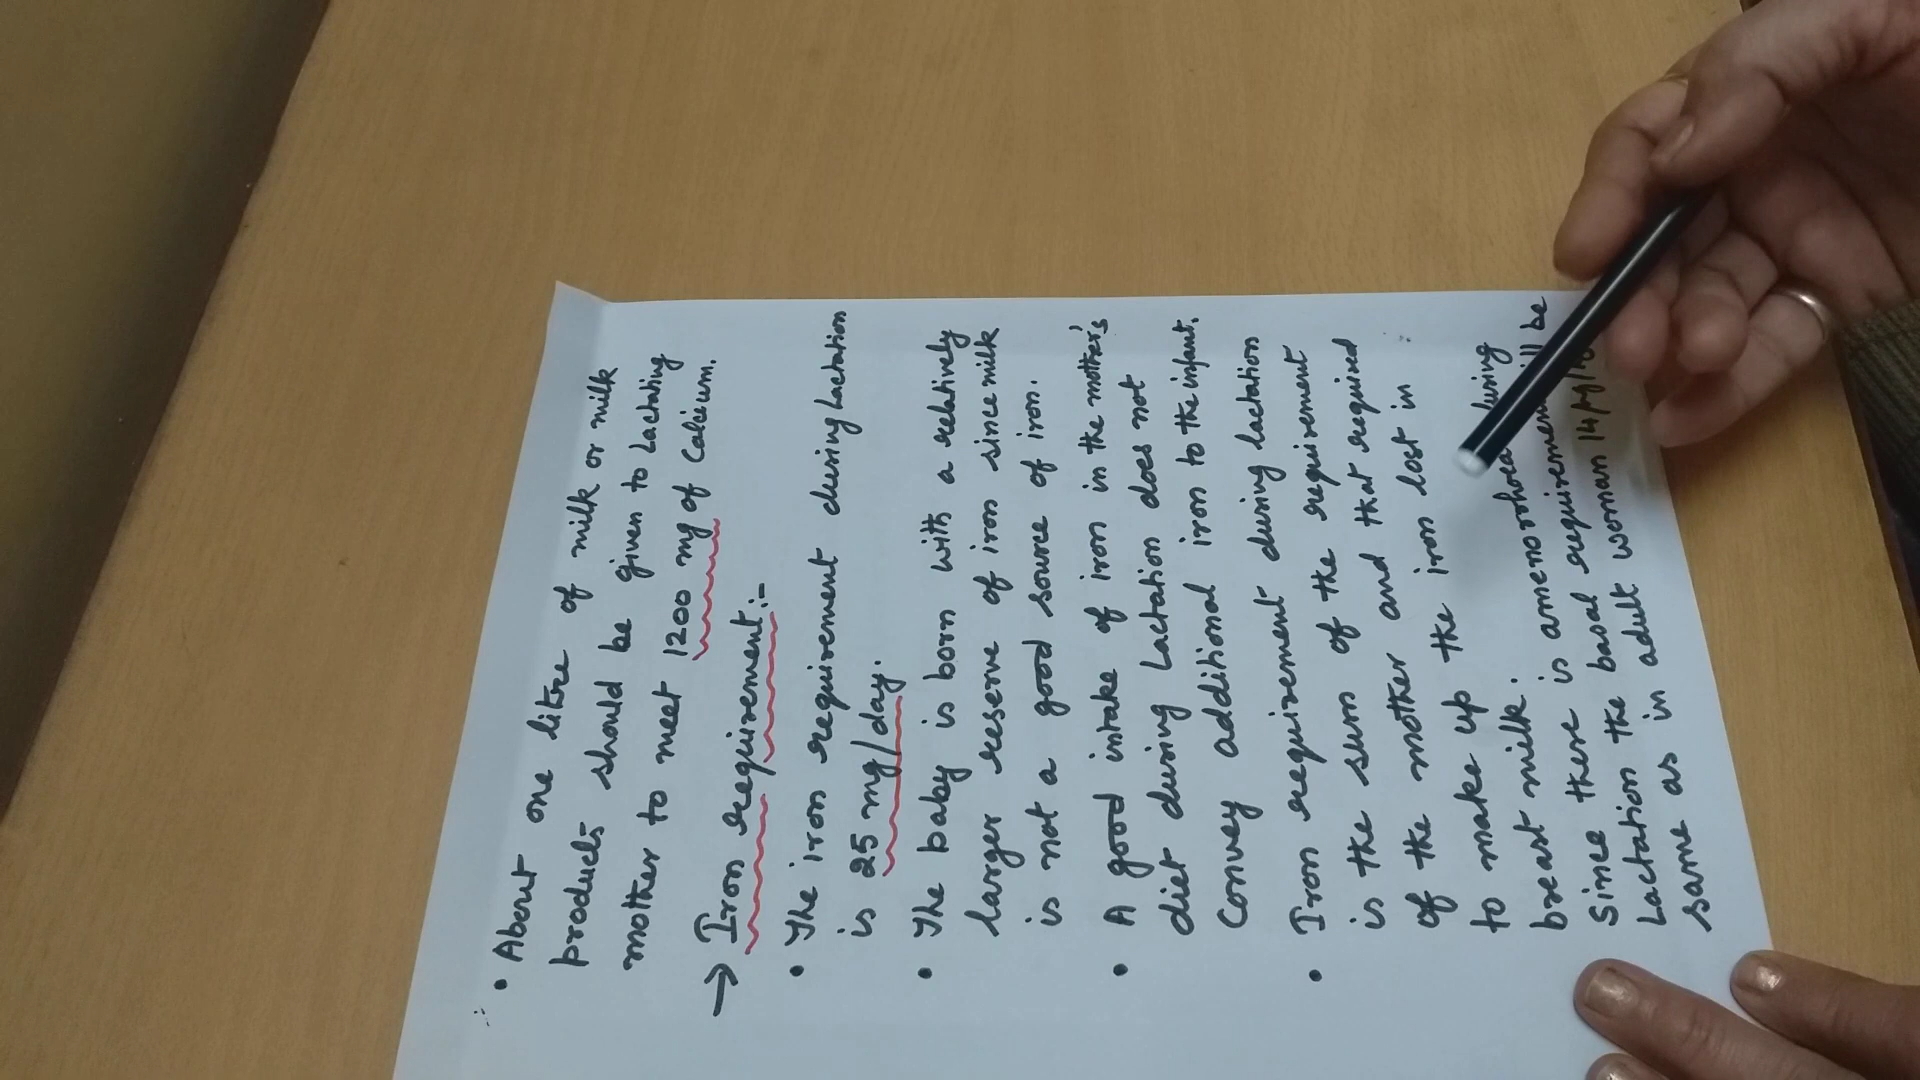 • About one litre of milk or milk
products should be given to Lactating
mother to meet 1200 mg of Calcium.
→ Iron requirement:-
• The iron requirement during Lactation
is 25 mg/day.
• The baby is born with a relatively
larger reserve of iron since milk
is not a good source of iron.
• A good intake of iron in the mother's
diet during Lactation does not
Convey additional iron to the infant.
• Iron requirement during lactation
is the sum of the requirement
of the mother and that required
to make up the iron lost in
breast milk.
Since there is amenorrhoea during
Lactation the basal requirement be
same as in adult woman